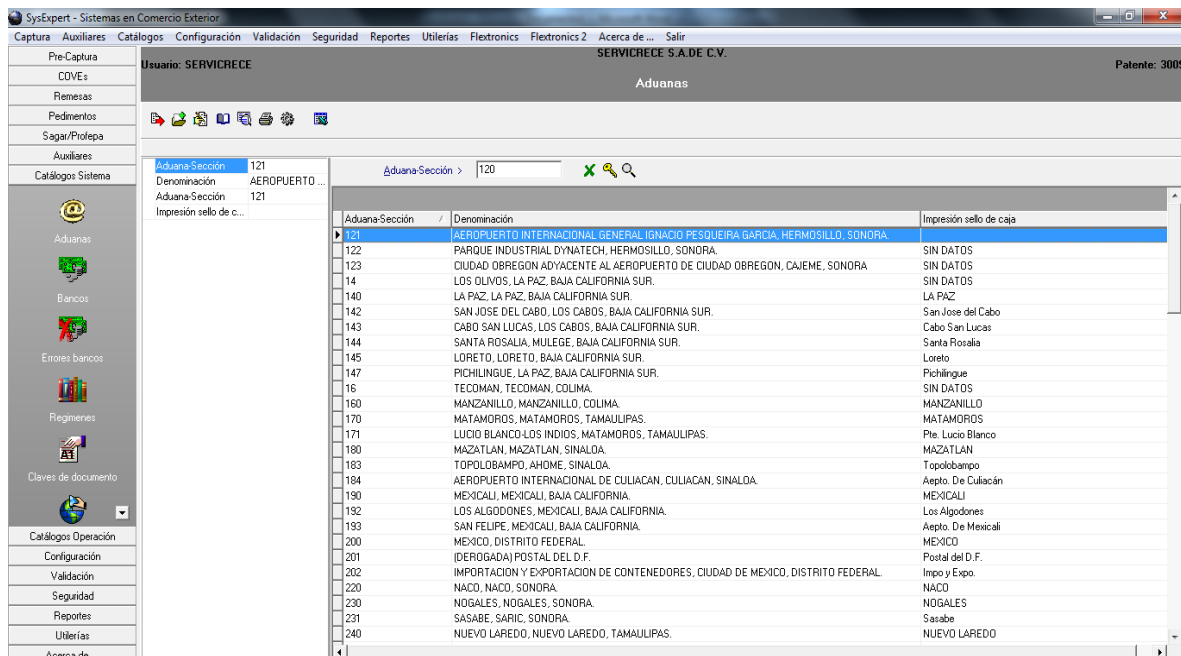 SysExpert - Sistemas en Comercio Exterior
Captura Auxiliares Catálogos Configuración Validación Seguridad Reportes Utilerías Flextronics Flextronics 2 Acerca de ... Salir
SERVICRECE S.A.DE C.V.
Usuario: SERVICRECE
Patente: 300
Aduanas
Pre-Captura
COVEs
Remesas
Pedimentos
Sagar/Profepa
Auxiliares
Catálogos Sistema
Aduanas
Bancos
Errores bancos
Regimenes
Claves de documento
Catálogos Operación
Configuración
Validación
Seguridad
Reportes
Utilerías
Acerca de
Aduana-Sección 121
Denominación AEROPUERTO ...
Aduana-Sección 121
Impresión sello de c...
Aduana-Sección > 120
Aduana-Sección Denominación Impresión sello de caja
121 AEROPUERTO INTERNACIONAL GENERAL IGNACIO PESQUEIRA GARCIA, HERMOSILLO, SONORA.
122 PARQUE INDUSTRIAL DYNATECH, HERMOSILLO, SONORA. SIN DATOS
123 CIUDAD OBREGON ADYACENTE AL AEROPUERTO DE CIUDAD OBREGON, CAJEME, SONORA SIN DATOS
14 LOS OLIVOS, LA PAZ, BAJA CALIFORNIA SUR. SIN DATOS
140 LA PAZ, LA PAZ, BAJA CALIFORNIA SUR. LA PAZ
142 SAN JOSE DEL CABO, LOS CABOS, BAJA CALIFORNIA SUR. San Jose del Cabo
143 CABO SAN LUCAS, LOS CABOS, BAJA CALIFORNIA SUR. Cabo San Lucas
144 SANTA ROSALIA, MULEGE, BAJA CALIFORNIA SUR. Santa Rosalia
145 LORETO, LORETO, BAJA CALIFORNIA SUR. Loreto
147 PICHILINGUE, LA PAZ, BAJA CALIFORNIA SUR. Pichilingue
16 TECOMAN, TECOMAN, COLIMA. SIN DATOS
160 MANZANILLO, MANZANILLO, COLIMA. MANZANILLO
170 MATAMOROS, MATAMOROS, TAMAULIPAS. MATAMOROS
171 LUCIO BLANCO-LOS INDIOS, MATAMOROS, TAMAULIPAS. Pte. Lucio Blanco
180 MAZATLAN, MAZATLAN, SINALOA. MAZATLAN
183 TOPOLOBAMPO, AHOME, SINALOA. Topolobampo
184 AEROPUERTO INTERNACIONAL DE CULIACAN, CULIACAN, SINALOA. Aepto. De Culiacán
190 MEXICALI, MEXICALI, BAJA CALIFORNIA. MEXICALI
192 LOS ALGODONES, MEXICALI, BAJA CALIFORNIA. Los Algodones
193 SAN FELIPE, MEXICALI, BAJA CALIFORNIA. Aepto. De Mexicali
200 MEXICO, DISTRITO FEDERAL. MEXICO
201 (DEROGADA) POSTAL DEL D.F. Postal del D.F.
202 IMPORTACION Y EXPORTACION DE CONTENEDORES, CIUDAD DE MEXICO, DISTRITO FEDERAL. Impo y Expo.
220 NACO, NACO, SONORA. NACO
230 NOGALES, NOGALES, SONORA. NOGALES
231 SASABE, SARIC, SONORA. Sasabe
240 NUEVO LAREDO, NUEVO LAREDO, TAMAULIPAS. NUEVO LAREDO